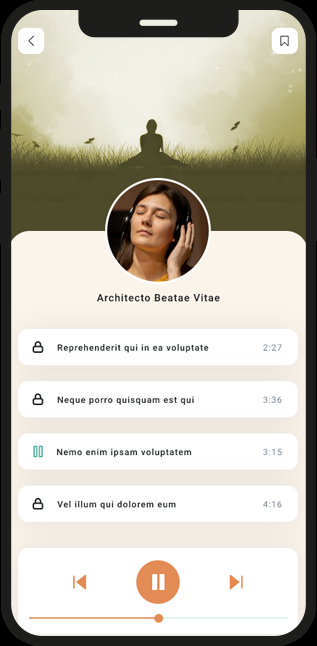 Architecto Beatae Vitae
Reprehenderit qui in ea voluptate 2:27
Neque porro quisquam est qui 3:36
Nemo enim ipsam voluptatem 3:15
Vel illum qui dolorem eum 4:16